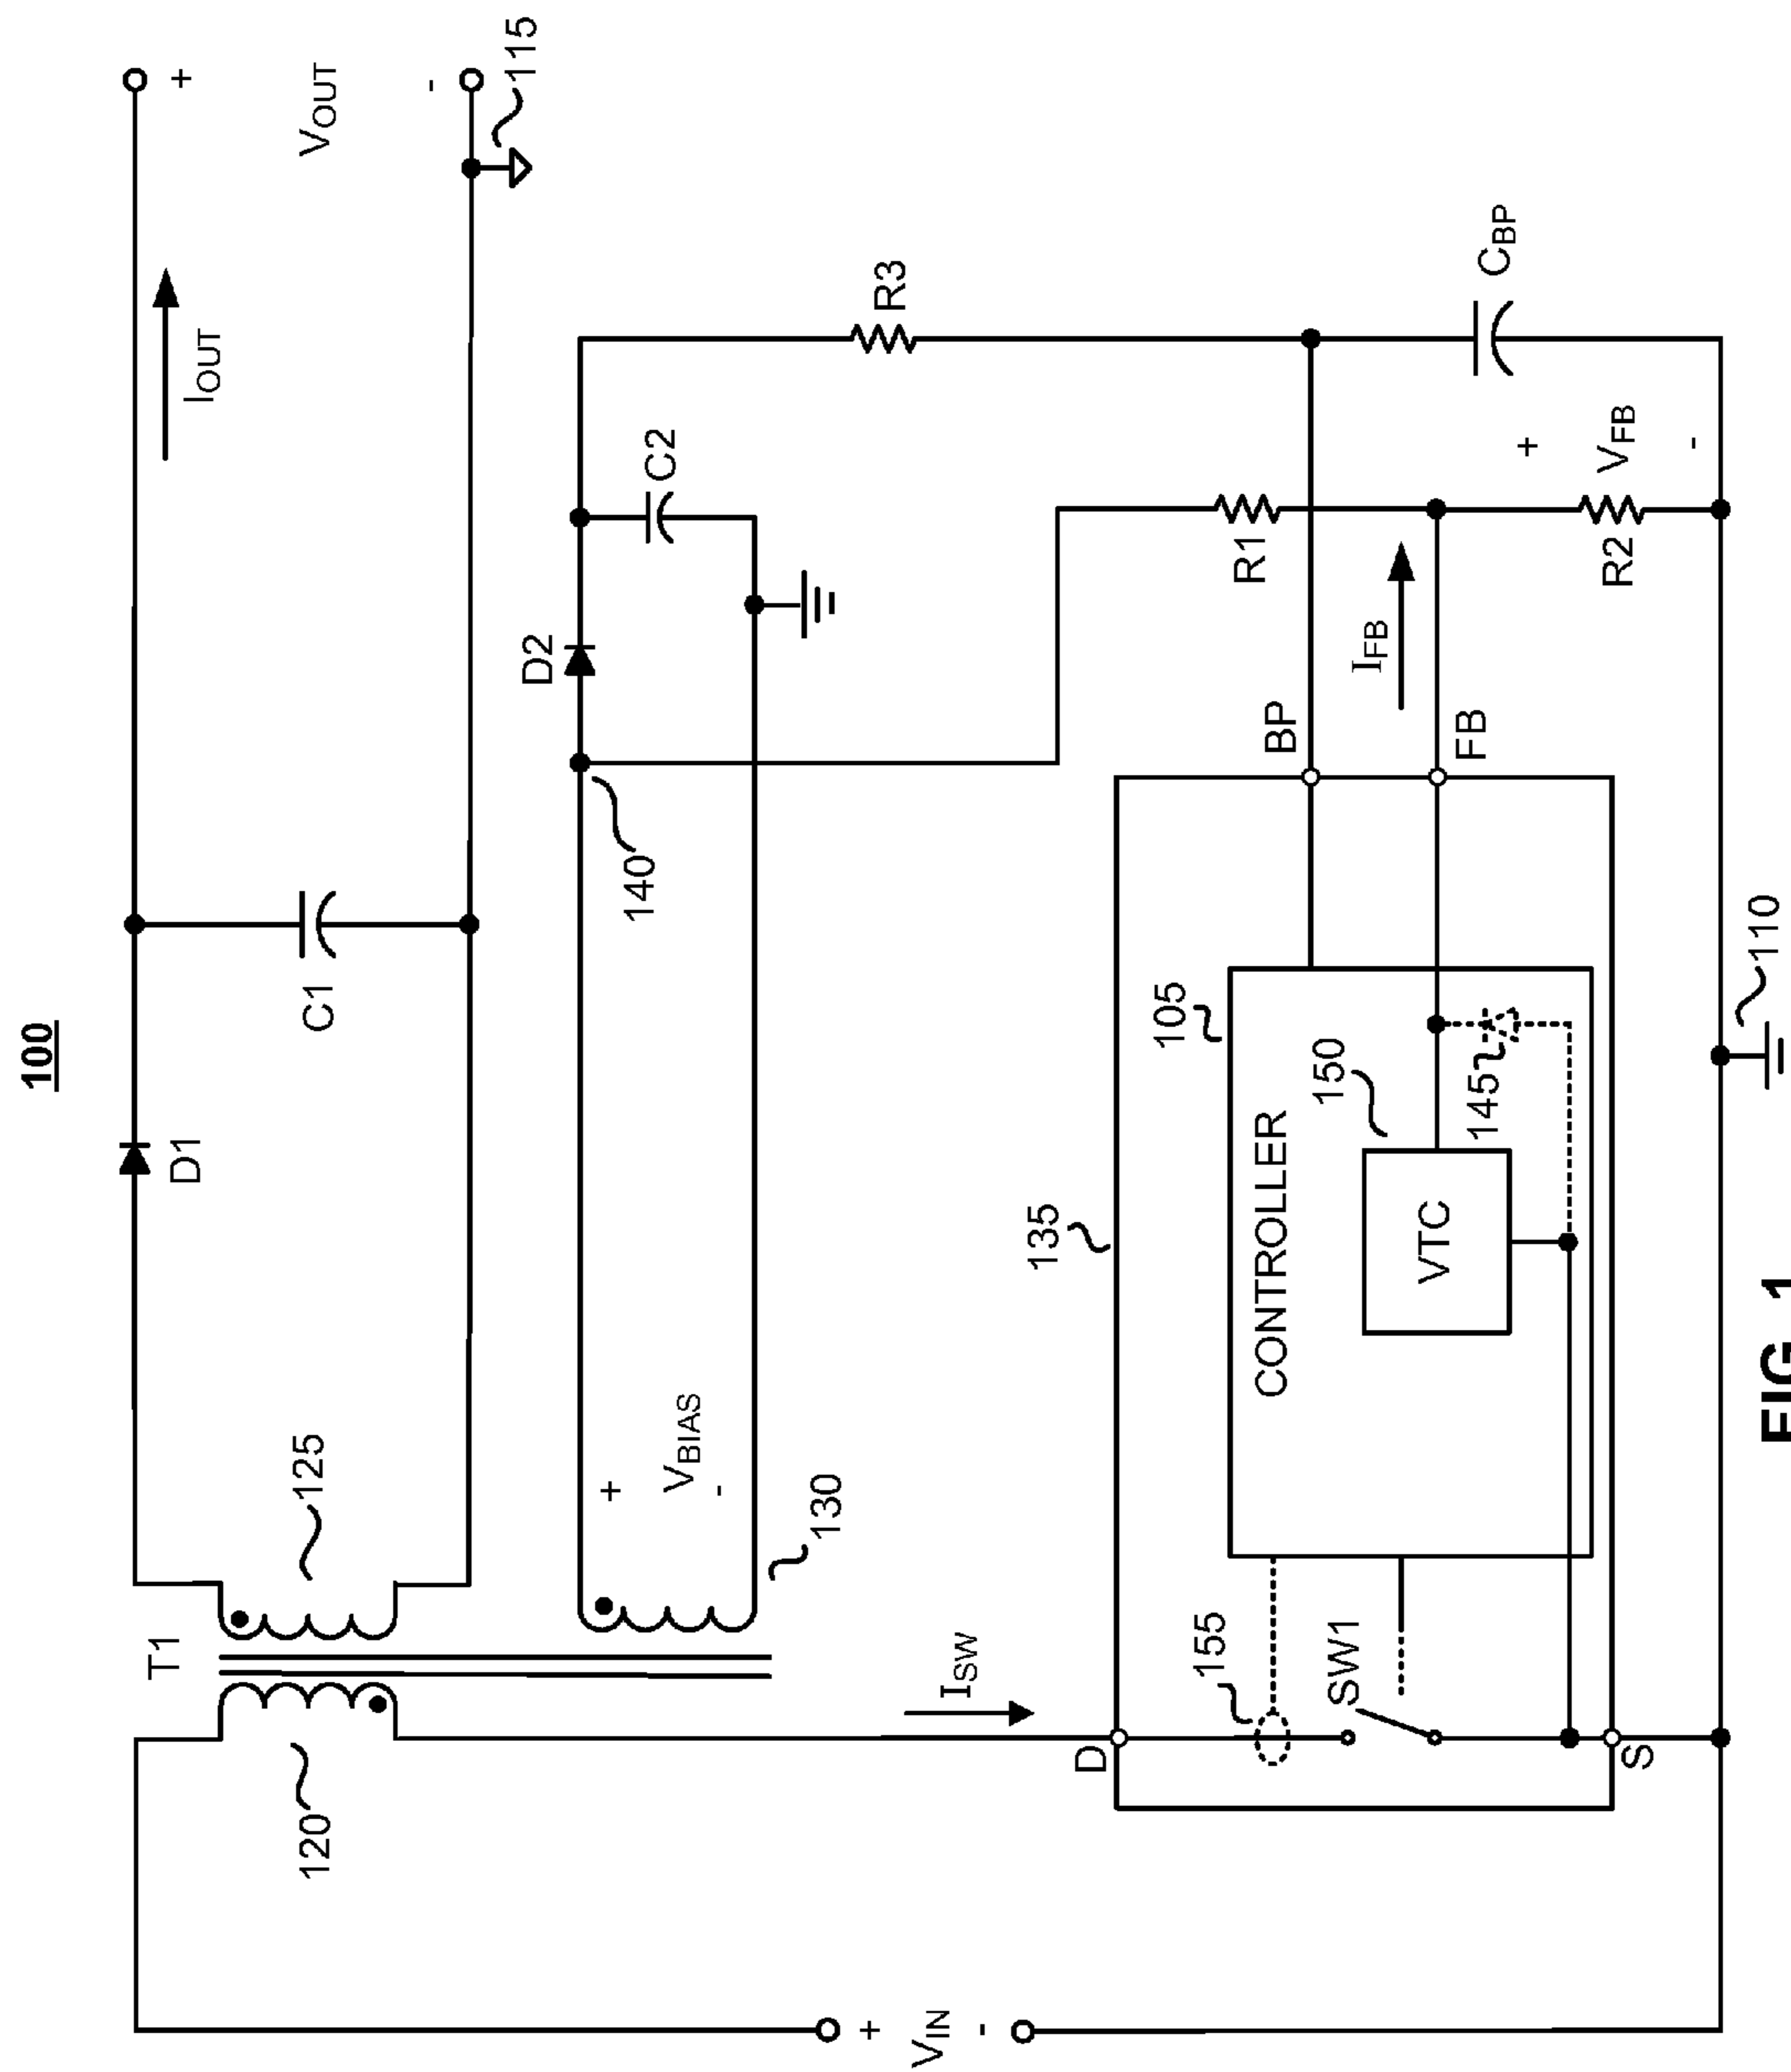 100
T1
120
125
D1
C1
IOUT
+
VOUT
-
115
+
VBIAS
-
130
140
D2
C2
R3
+
VIN
-
ISW
D
155
SW1
S
135
105
CONTROLLER
150
VTC
145
BP
FB
IFB
R1
R2
+
VFB
-
CBP
110
FIG. 1